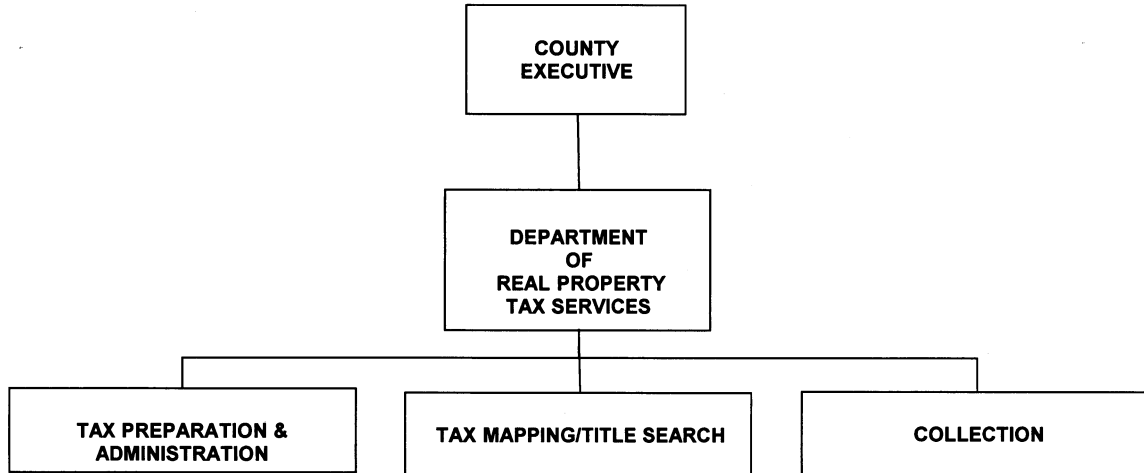 COUNTY
EXECUTIVE
DEPARTMENT
OF
REAL PROPERTY
TAX SERVICES
TAX PREPARATION &
ADMINISTRATION
TAX MAPPING/TITLE SEARCH
COLLECTION